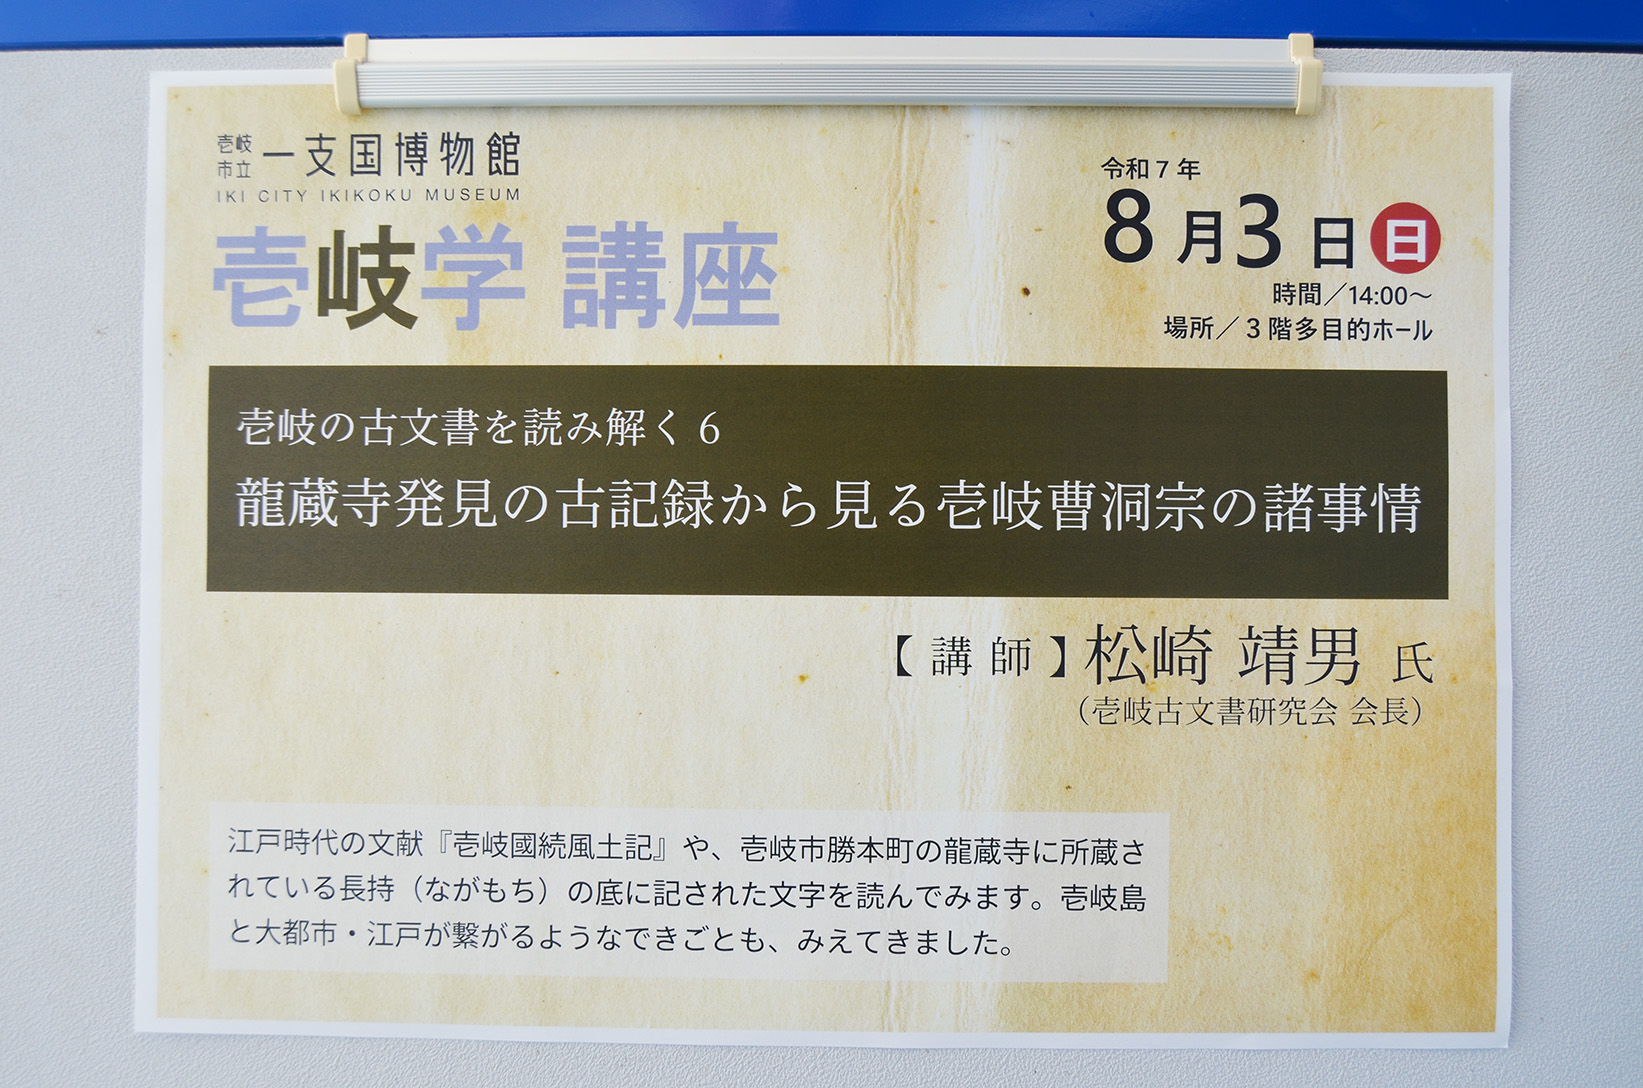 壱岐市立 一支国博物館
IKI CITY IKIKOKU MUSEUM
壱岐学 講座
令和7年
8月3日 日
時間／14:00～
場所／3階多目的ホール
壱岐の古文書を読み解く 6
龍蔵寺発見の古記録から見る壱岐曹洞宗の諸事情
【 講 師 】松崎 靖男 氏
（壱岐古文書研究会 会長）
江戸時代の文献『壱岐國続風土記』や、壱岐市勝本町の龍蔵寺に所蔵さ
れている長持（ながもち）の底に記された文字を読んでみます。壱岐島
と大都市・江戸が繋がるようなできごとも、みえてきました。